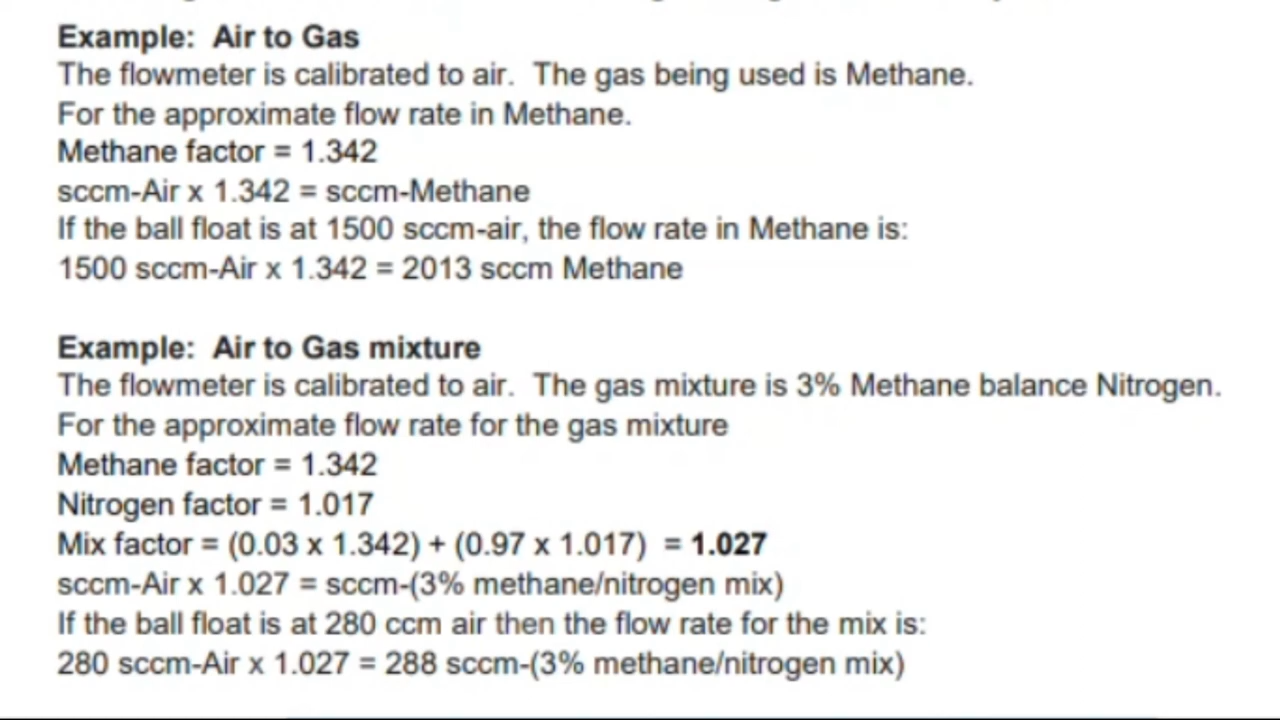 Example: Air to Gas
The flowmeter is calibrated to air. The gas being used is Methane.
For the approximate flow rate in Methane.
Methane factor = 1.342
sccm-Air x 1.342 = sccm-Methane
If the ball float is at 1500 sccm-air, the flow rate in Methane is:
1500 sccm-Air x 1.342 = 2013 sccm Methane
Example: Air to Gas mixture
The flowmeter is calibrated to air. The gas mixture is 3% Methane balance Nitrogen.
For the approximate flow rate for the gas mixture
Methane factor = 1.342
Nitrogen factor = 1.017
Mix factor = (0.03 x 1.342) + (0.97 x 1.017) = 1.027
sccm-Air x 1.027 = sccm-(3% methane/nitrogen mix)
If the ball float is at 280 ccm air then the flow rate for the mix is:
280 sccm-Air x 1.027 = 288 sccm-(3% methane/nitrogen mix)